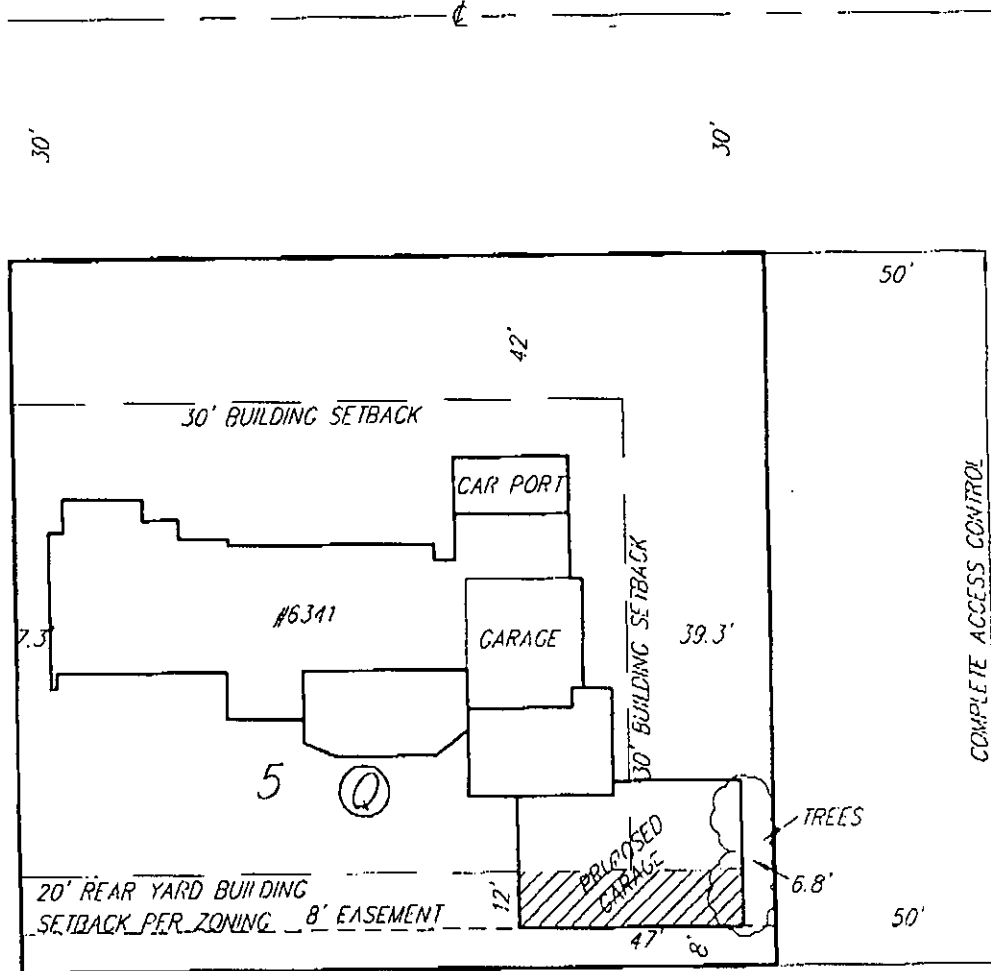 ℄
30'
30'
50'
42'
30' BUILDING SETBACK
CAR PORT
#6341
GARAGE
7.3'
30' BUILDING SETBACK
39.3'
COMPLETE ACCESS CONTROL
5
Q
TREES
PROPOSED
GARAGE
6.8'
20' REAR YARD BUILDING
SETBACK PER ZONING
8' EASEMENT
12'
47'
8'
50'